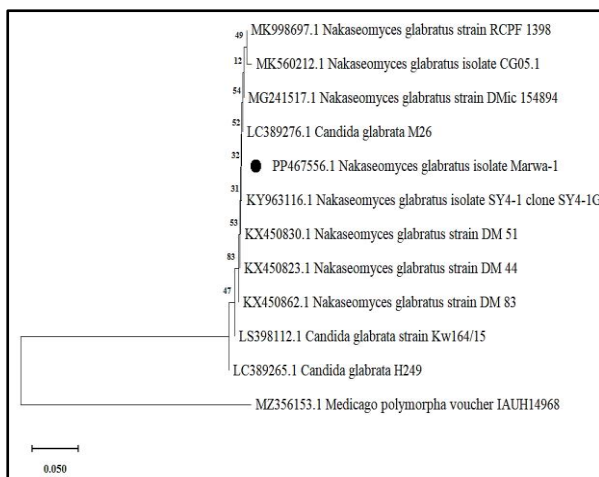 49
MK998697.1 Nakaseomyces glabratus strain RCPF 1398
12
MK560212.1 Nakaseomyces glabratus isolate CG05.1
54
MG241517.1 Nakaseomyces glabratus strain DMic 154894
52
LC389276.1 Candida glabrata M26
32
PP467556.1 Nakaseomyces glabratus isolate Marwa-1
31
KY963116.1 Nakaseomyces glabratus isolate SY4-1 clone SY4-1G
53
KX450830.1 Nakaseomyces glabratus strain DM 51
83
KX450823.1 Nakaseomyces glabratus strain DM 44
47
KX450862.1 Nakaseomyces glabratus strain DM 83
LS398112.1 Candida glabrata strain Kw164/15
LC389265.1 Candida glabrata H249
MZ356153.1 Medicago polymorpha voucher IAUH14968
0.050